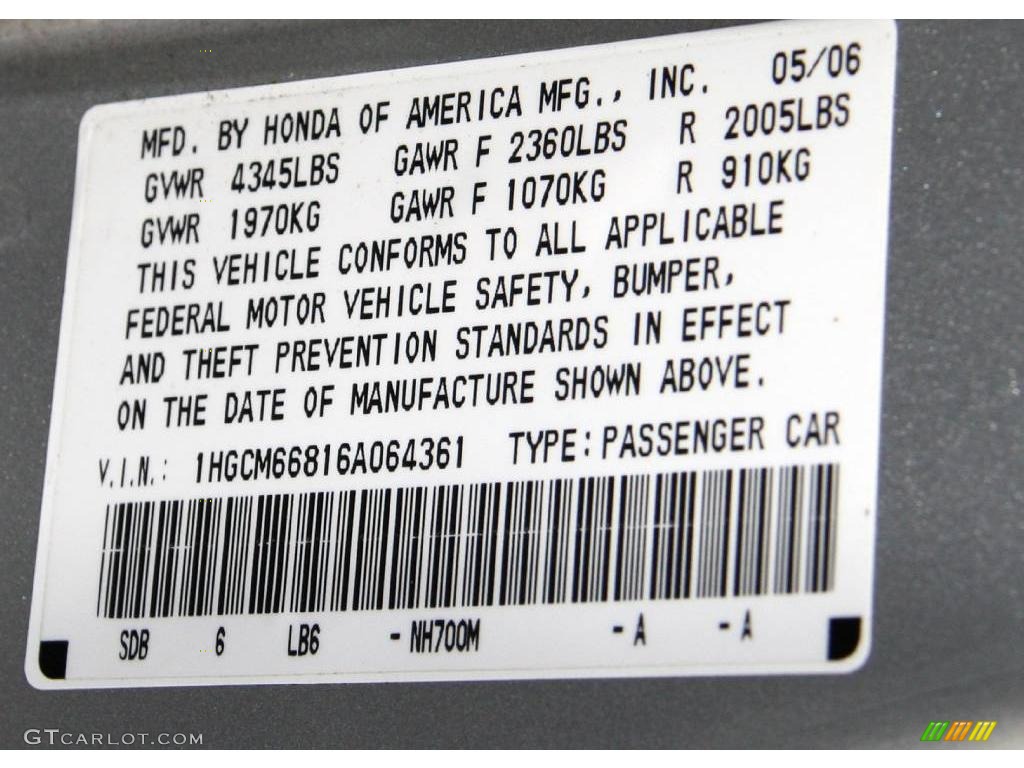 MFD. BY HONDA OF AMERICA MFG., INC. 05/06
GVWR 4345LBS GAWR F 2360LBS R 2005LBS
GVWR 1970KG GAWR F 1070KG R 910KG
THIS VEHICLE CONFORMS TO ALL APPLICABLE
FEDERAL MOTOR VEHICLE SAFETY, BUMPER,
AND THEFT PREVENTION STANDARDS IN EFFECT
ON THE DATE OF MANUFACTURE SHOWN ABOVE.
V.I.N.: 1HGCM66816A064361 TYPE: PASSENGER CAR
SDB 6 LB6 - NH700M - A - A
GTCARLOT.COM